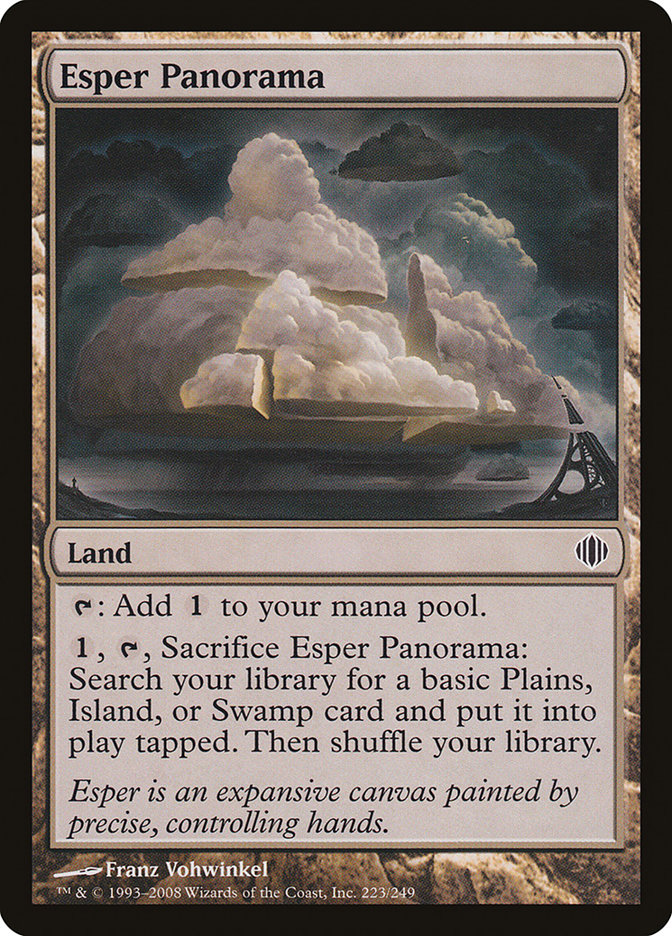 Esper Panorama
Land
: Add 1 to your mana pool.
1, , Sacrifice Esper Panorama:
Search your library for a basic Plains,
Island, or Swamp card and put it into
play tapped. Then shuffle your library.
Esper is an expansive canvas painted by
precise, controlling hands.
Franz Vohwinkel
™ & © 1993–2008 Wizards of the Coast, Inc. 223/249